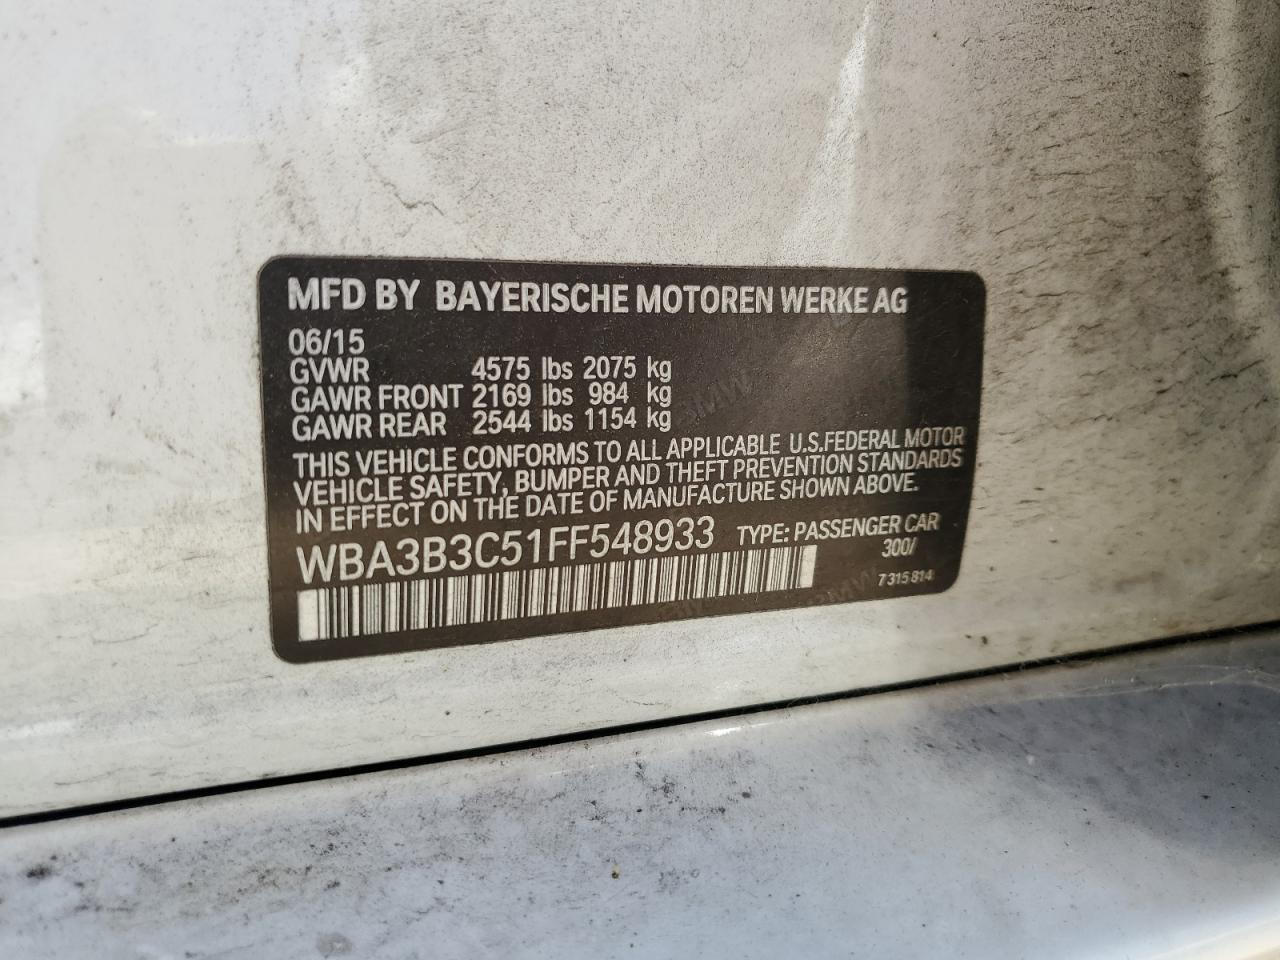 MFD BY BAYERISCHE MOTOREN WERKE AG
06/15
GVWR 4575 lbs 2075 kg
GAWR FRONT 2169 lbs 984 kg
GAWR REAR 2544 lbs 1154 kg
THIS VEHICLE CONFORMS TO ALL APPLICABLE U.S.FEDERAL MOTOR
VEHICLE SAFETY, BUMPER AND THEFT PREVENTION STANDARDS
IN EFFECT ON THE DATE OF MANUFACTURE SHOWN ABOVE.
WBA3B3C51FF548933 TYPE: PASSENGER CAR
300/
7 315 814
BMW
BMW